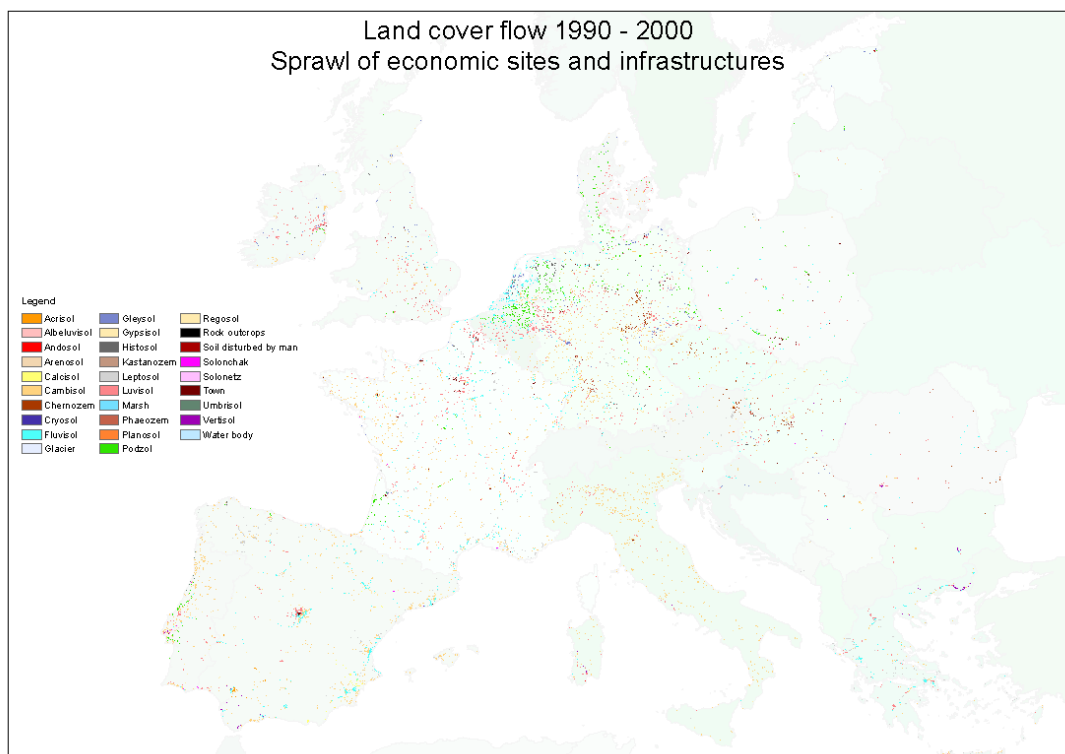 Land cover flow 1990 - 2000
Sprawl of economic sites and infrastructures
Legend
Acrisol
Albeluvisol
Andosol
Arenosol
Calcisol
Cambisol
Chernozem
Cryosol
Fluvisol
Glacier
Gleysol
Gypsisol
Histosol
Kastanozem
Leptosol
Luvisol
Marsh
Phaeozem
Planosol
Podzol
Regosol
Rock outcrops
Soil disturbed by man
Solonchak
Solonetz
Town
Umbrisol
Vertisol
Water body